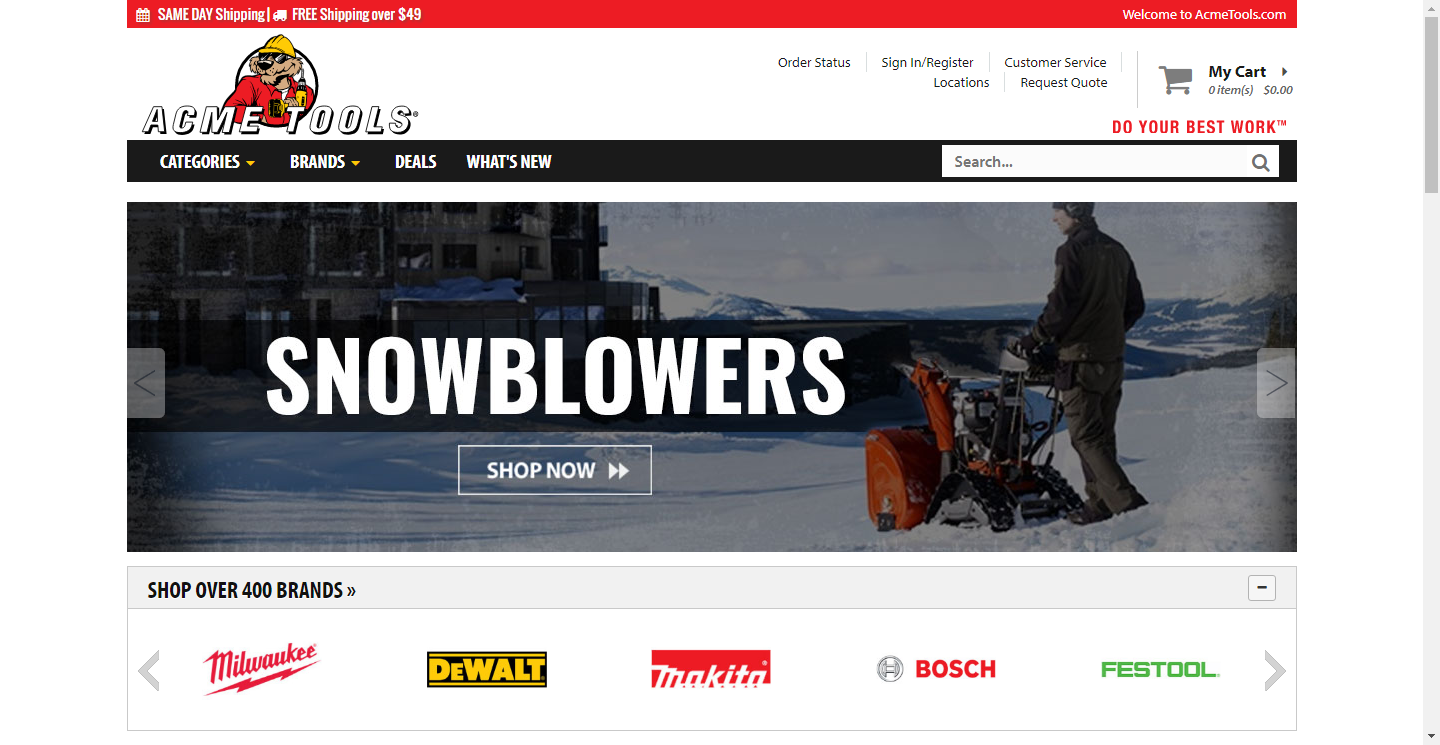 SAME DAY Shipping | FREE Shipping over $49
Welcome to AcmeTools.com
ACME TOOLS®
Order Status
Sign In/Register
Customer Service
Locations
Request Quote
My Cart
0 item(s) $0.00
DO YOUR BEST WORK™
CATEGORIES
BRANDS
DEALS
WHAT'S NEW
Search...
<
SNOWBLOWERS
>
SHOP NOW
SHOP OVER 400 BRANDS »
Milwaukee
DEWALT
makita®
BOSCH
FESTOOL